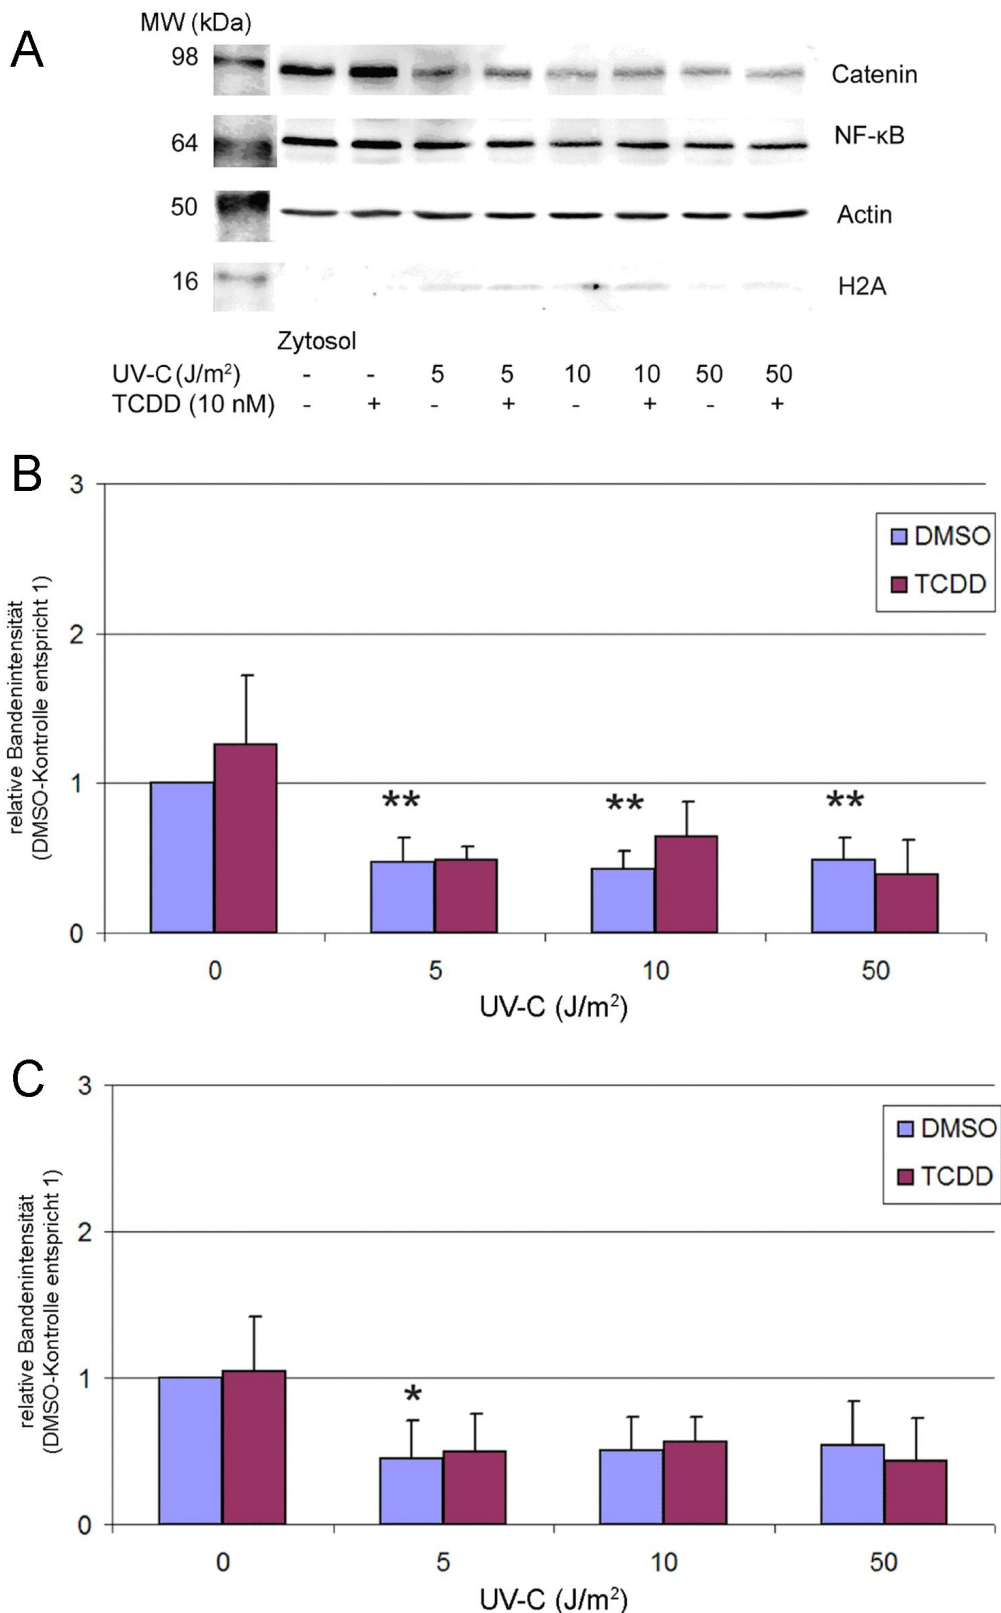 A
MW (kDa)
98
Catenin
64
NF-κB
50
Actin
16
H2A
Zytosol
UV-C (J/m²) - - 5 5 10 10 50 50
TCDD (10 nM) - + - + - + - +
B
relative Bandenintensität
(DMSO-Kontrolle entspricht 1)
3
2
1
0
DMSO
TCDD
** ** **
0 5 10 50
UV-C (J/m²)
C
relative Bandenintensität
(DMSO-Kontrolle entspricht 1)
3
2
1
0
DMSO
TCDD
*
0 5 10 50
UV-C (J/m²)